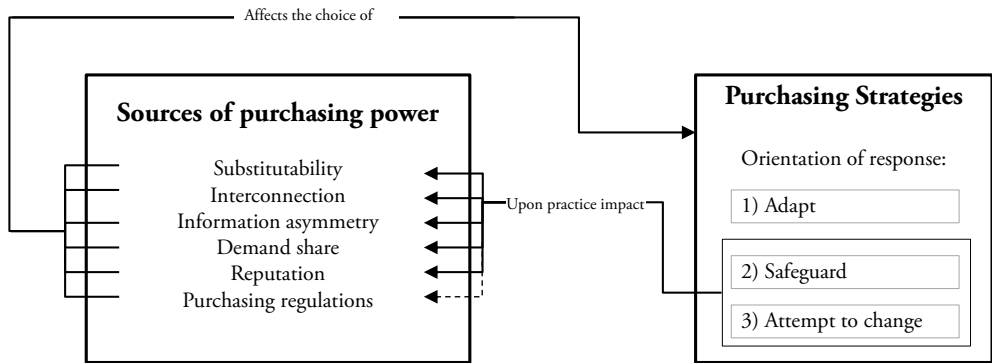 Affects the choice of
Sources of purchasing power
Substitutability
Interconnection
Information asymmetry
Demand share
Reputation
Purchasing regulations
Upon practice impact
Purchasing Strategies
Orientation of response:
1) Adapt
2) Safeguard
3) Attempt to change